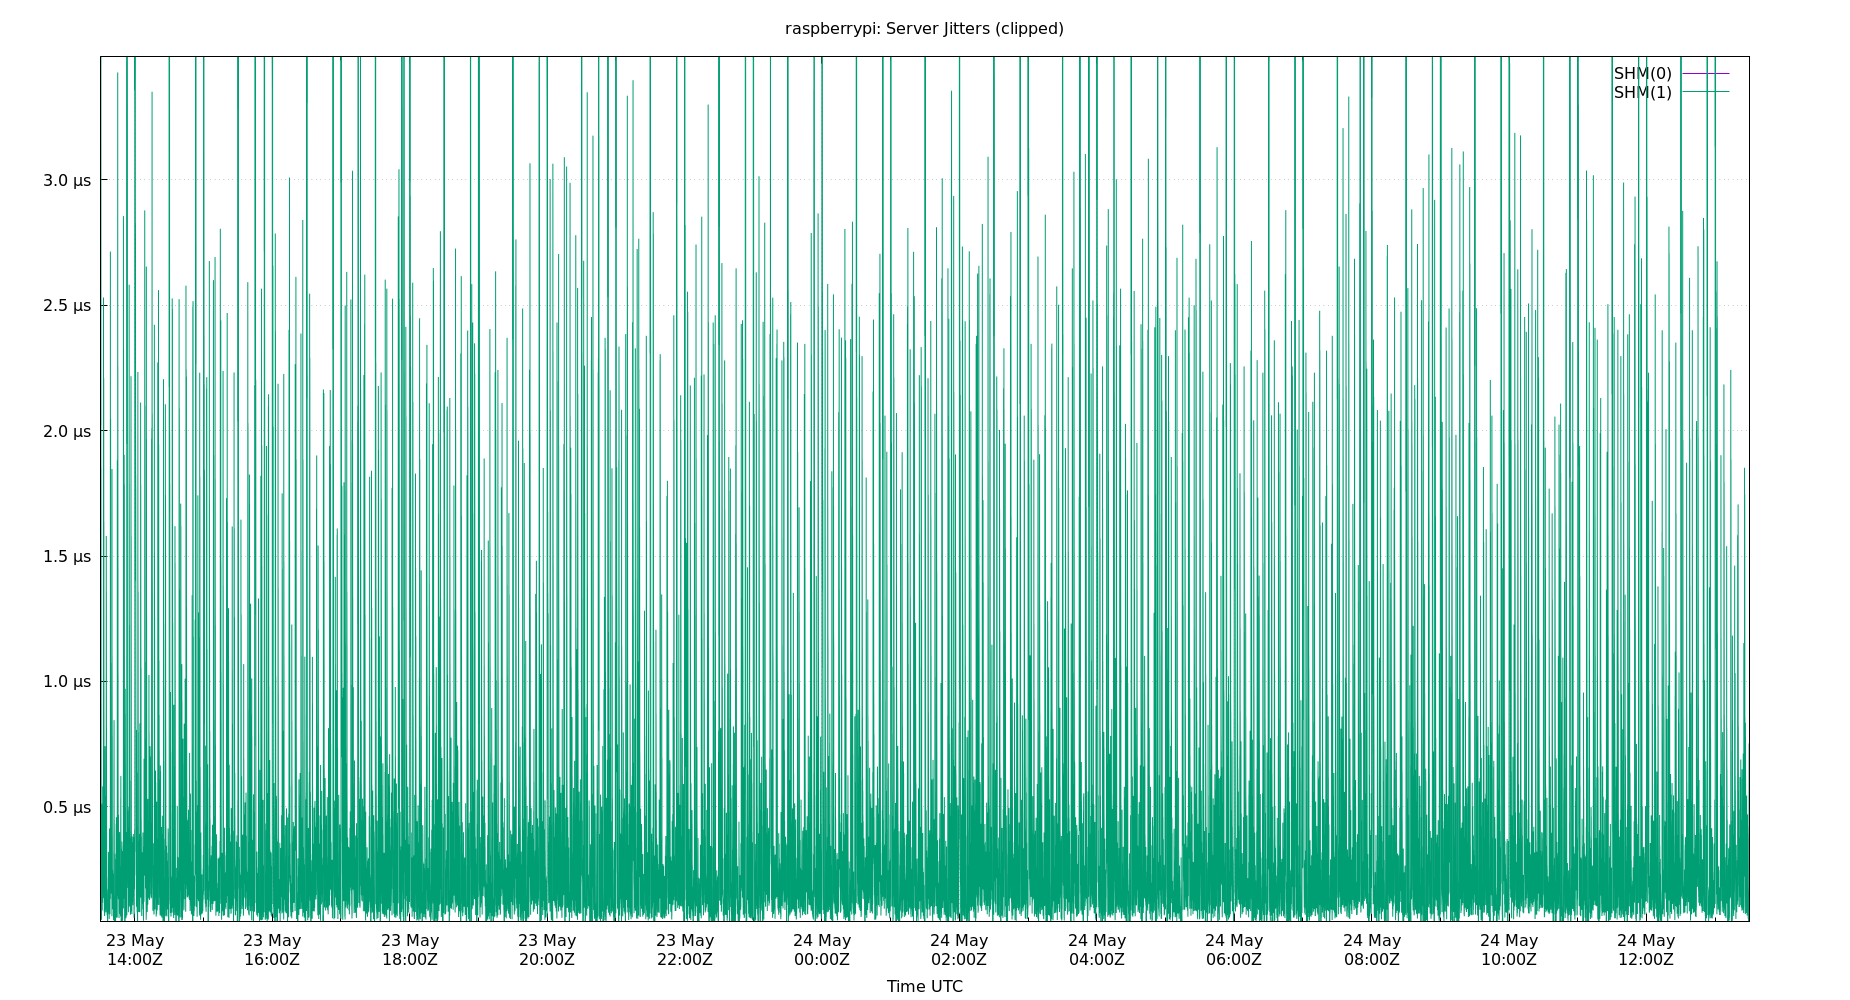 raspberrypi: Server Jitters (clipped)
SHM(0)
SHM(1)
3.0 µs
2.5 µs
2.0 µs
1.5 µs
1.0 µs
0.5 µs
23 May 23 May 23 May 23 May 23 May 24 May 24 May 24 May 24 May 24 May 24 May 24 May
14:00Z 16:00Z 18:00Z 20:00Z 22:00Z 00:00Z 02:00Z 04:00Z 06:00Z 08:00Z 10:00Z 12:00Z
Time UTC